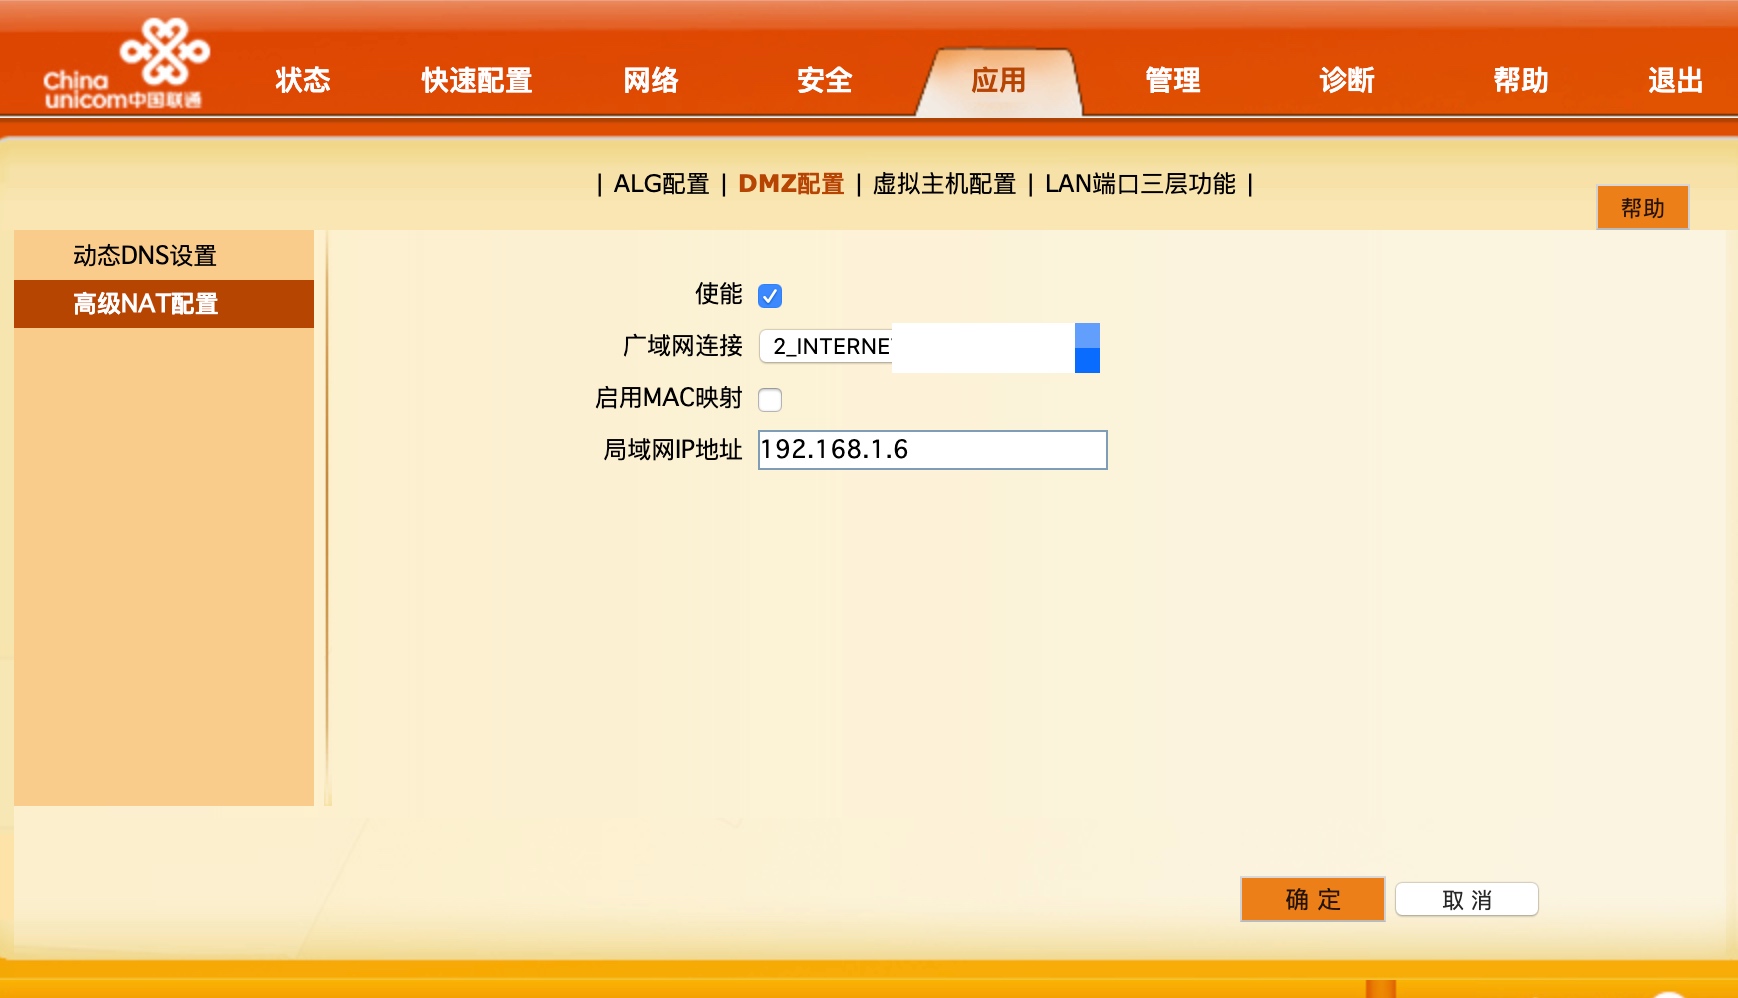 China
unicom中国联通
状态 快速配置 网络 安全 应用 管理 诊断 帮助 退出
| ALG配置 | DMZ配置 | 虚拟主机配置 | LAN端口三层功能 |
帮助
动态DNS设置
高级NAT配置
使能
广域网连接 2_INTERNE
启用MAC映射
局域网IP地址 192.168.1.6
确 定 取 消